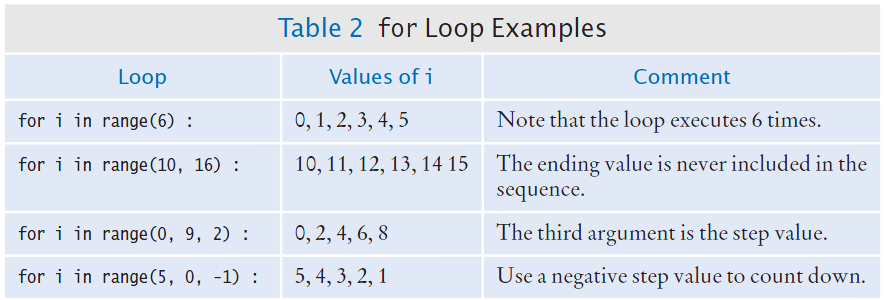 Table 2 for Loop Examples
Loop Values of i Comment
for i in range(6) : 0, 1, 2, 3, 4, 5 Note that the loop executes 6 times.
for i in range(10, 16) : 10, 11, 12, 13, 14 15 The ending value is never included in the
sequence.
for i in range(0, 9, 2) : 0, 2, 4, 6, 8 The third argument is the step value.
for i in range(5, 0, -1) : 5, 4, 3, 2, 1 Use a negative step value to count down.